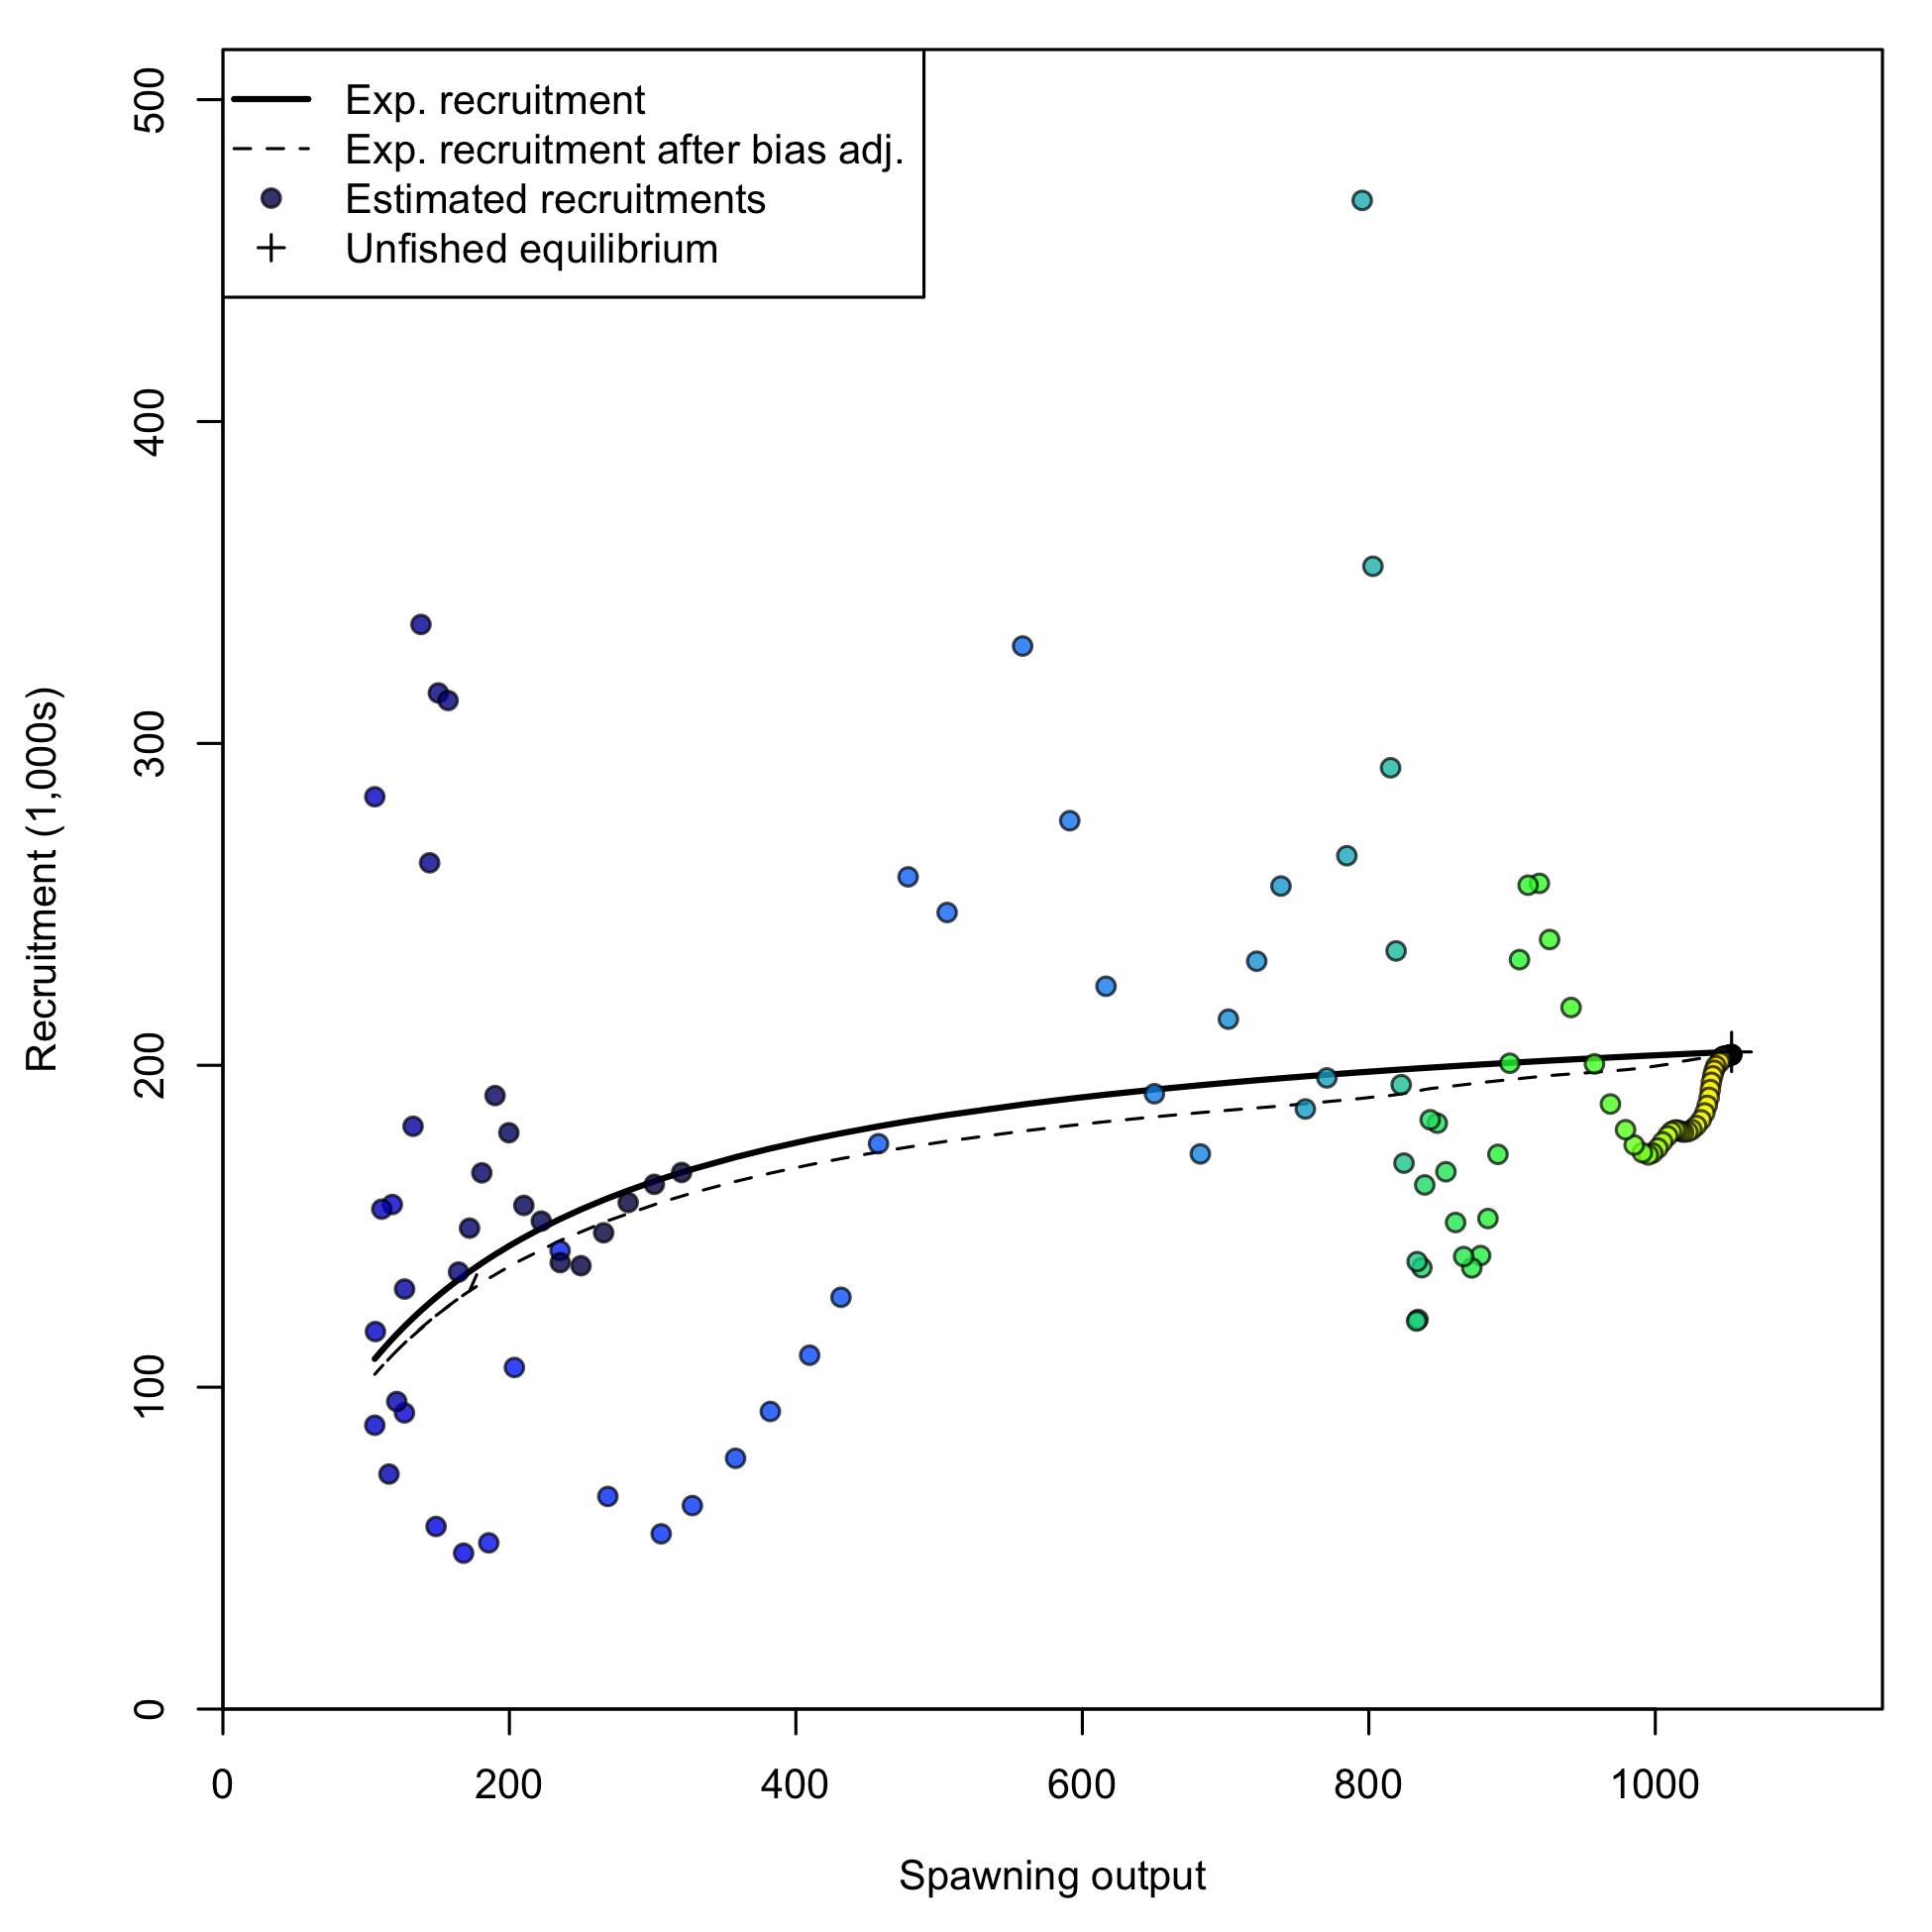 Exp. recruitment
Exp. recruitment after bias adj.
Estimated recruitments
Unfished equilibrium
500
400
300
200
100
0
Recruitment (1,000s)
0 200 400 600 800 1000
Spawning output